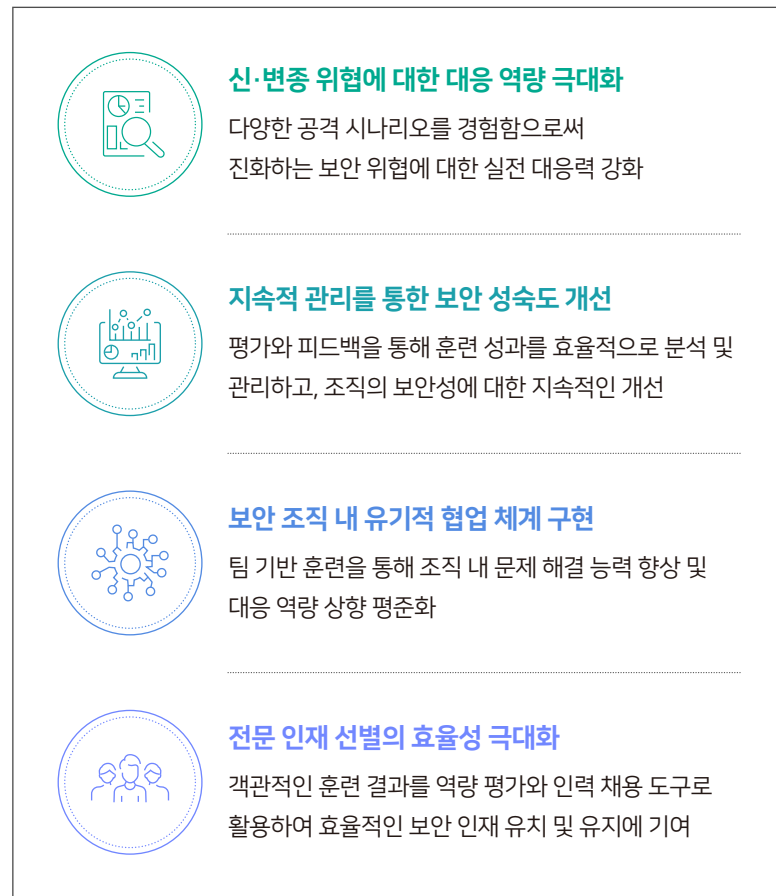 신·변종 위협에 대한 대응 역량 극대화
다양한 공격 시나리오를 경험함으로써
진화하는 보안 위협에 대한 실전 대응력 강화
지속적 관리를 통한 보안 성숙도 개선
평가와 피드백을 통해 훈련 성과를 효율적으로 분석 및
관리하고, 조직의 보안성에 대한 지속적인 개선
보안 조직 내 유기적 협업 체계 구현
팀 기반 훈련을 통해 조직 내 문제 해결 능력 향상 및
대응 역량 상향 평준화
전문 인재 선별의 효율성 극대화
객관적인 훈련 결과를 역량 평가와 인력 채용 도구로
활용하여 효율적인 보안 인재 유치 및 유지에 기여